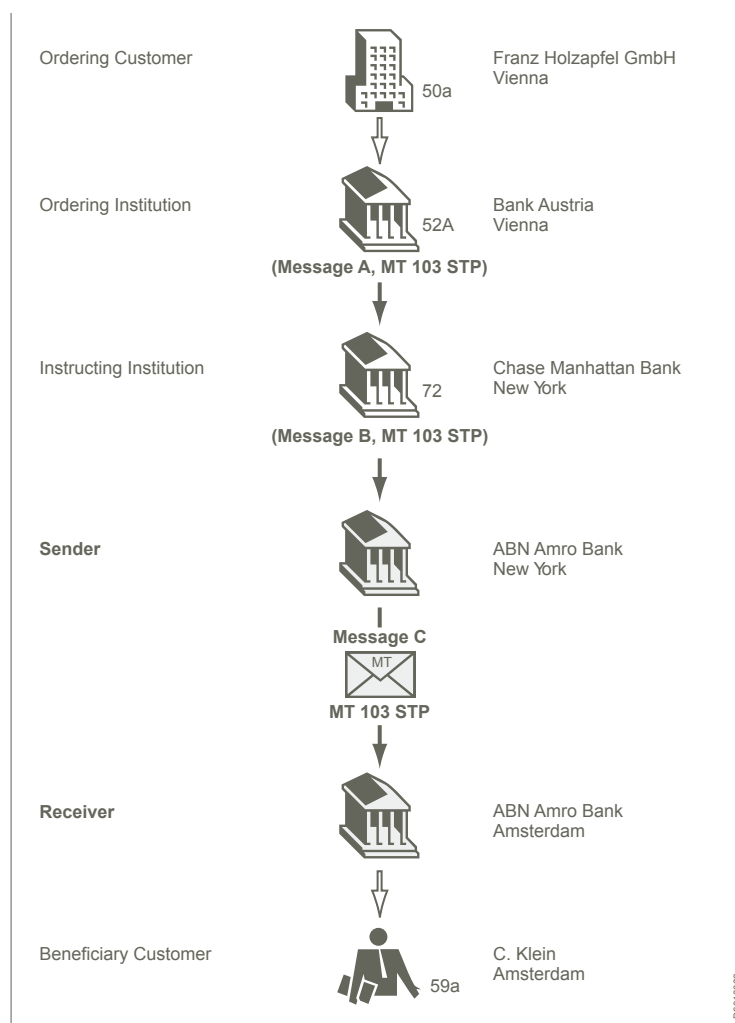 Ordering Customer
50a
Franz Holzapfel GmbH
Vienna
Ordering Institution
52A
Bank Austria
Vienna
(Message A, MT 103 STP)
Instructing Institution
72
Chase Manhattan Bank
New York
(Message B, MT 103 STP)
Sender
ABN Amro Bank
New York
Message C
MT
MT 103 STP
Receiver
ABN Amro Bank
Amsterdam
Beneficiary Customer
59a
C. Klein
Amsterdam